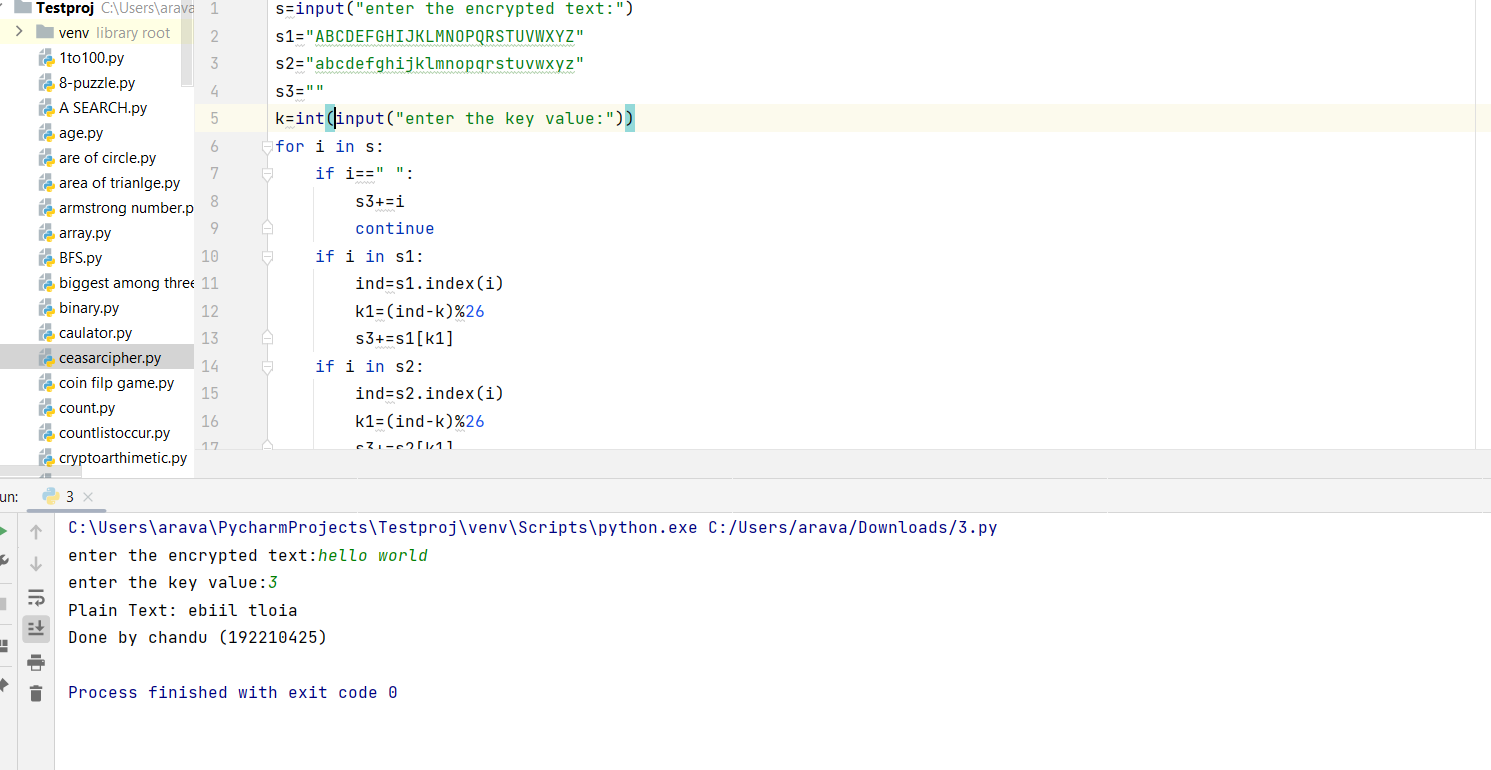 Testproj C:\Users\arava
venv library root
1to100.py
8-puzzle.py
A SEARCH.py
age.py
are of circle.py
area of trianlge.py
armstrong number.p
array.py
BFS.py
biggest among three
binary.py
caulator.py
ceasarcipher.py
coin filp game.py
count.py
countlistoccur.py
cryptoarthimetic.py
1 s=input("enter the encrypted text:")
2 s1="ABCDEFGHIJKLMNOPQRSTUVWXYZ"
3 s2="abcdefghijklmnopqrstuvwxyz"
4 s3=""
5 k=int(input("enter the key value:"))
6 for i in s:
7 if i==" ":
8 s3+=i
9 continue
10 if i in s1:
11 ind=s1.index(i)
12 k1=(ind-k)%26
13 s3+=s1[k1]
14 if i in s2:
15 ind=s2.index(i)
16 k1=(ind-k)%26
17 s3+=s2[k1]
un: 3
C:\Users\arava\PycharmProjects\Testproj\venv\Scripts\python.exe C:/Users/arava/Downloads/3.py
enter the encrypted text:hello world
enter the key value:3
Plain Text: ebiil tloia
Done by chandu (192210425)
Process finished with exit code 0